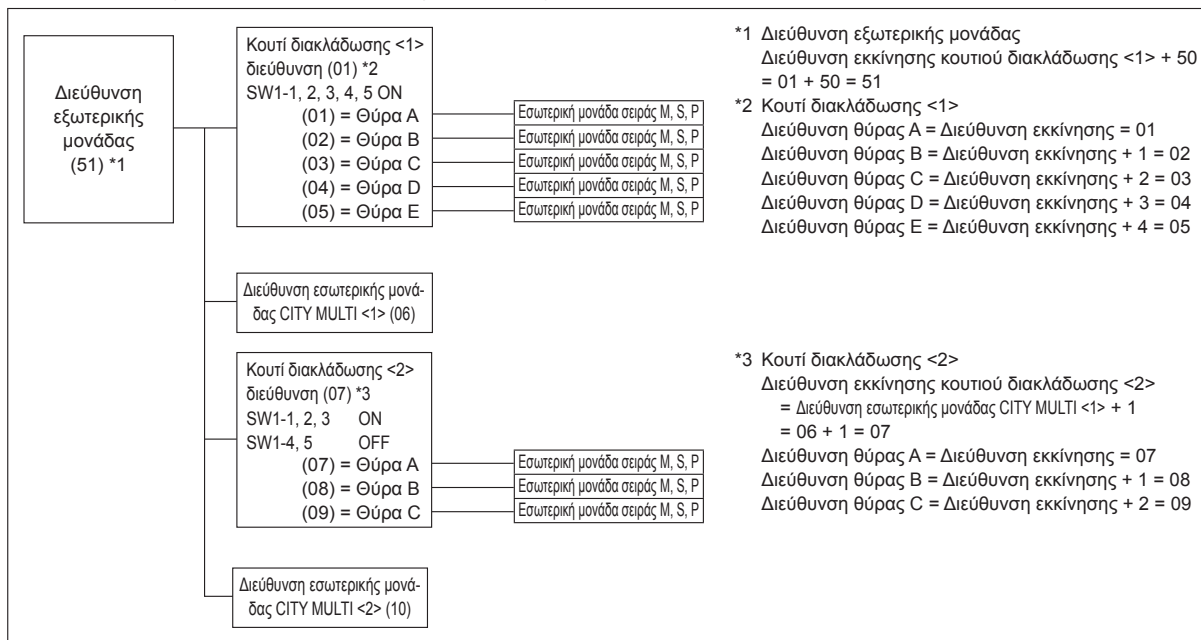 Διεύθυνση
εξωτερικής
μονάδας
(51) *1
Κουτί διακλάδωσης <1>
διεύθυνση (01) *2
SW1-1, 2, 3, 4, 5 ON
(01) = Θύρα A
(02) = Θύρα B
(03) = Θύρα C
(04) = Θύρα D
(05) = Θύρα E
Εσωτερική μονάδα σειράς M, S, P
Εσωτερική μονάδα σειράς M, S, P
Εσωτερική μονάδα σειράς M, S, P
Εσωτερική μονάδα σειράς M, S, P
Εσωτερική μονάδα σειράς M, S, P
*1 Διεύθυνση εξωτερικής μονάδας
Διεύθυνση εκκίνησης κουτιού διακλάδωσης <1> + 50
= 01 + 50 = 51
*2 Κουτί διακλάδωσης <1>
Διεύθυνση θύρας A = Διεύθυνση εκκίνησης = 01
Διεύθυνση θύρας B = Διεύθυνση εκκίνησης + 1 = 02
Διεύθυνση θύρας C = Διεύθυνση εκκίνησης + 2 = 03
Διεύθυνση θύρας D = Διεύθυνση εκκίνησης + 3 = 04
Διεύθυνση θύρας E = Διεύθυνση εκκίνησης + 4 = 05
Διεύθυνση εσωτερικής μονά-
δας CITY MULTI <1> (06)
Κουτί διακλάδωσης <2>
διεύθυνση (07) *3
SW1-1, 2, 3 ON
SW1-4, 5 OFF
(07) = Θύρα A
(08) = Θύρα B
(09) = Θύρα C
Εσωτερική μονάδα σειράς M, S, P
Εσωτερική μονάδα σειράς M, S, P
Εσωτερική μονάδα σειράς M, S, P
*3 Κουτί διακλάδωσης <2>
Διεύθυνση εκκίνησης κουτιού διακλάδωσης <2>
= Διεύθυνση εσωτερικής μονάδας CITY MULTI <1> + 1
= 06 + 1 = 07
Διεύθυνση θύρας A = Διεύθυνση εκκίνησης = 07
Διεύθυνση θύρας B = Διεύθυνση εκκίνησης + 1 = 08
Διεύθυνση θύρας C = Διεύθυνση εκκίνησης + 2 = 09
Διεύθυνση εσωτερικής μονά-
δας CITY MULTI <2> (10)